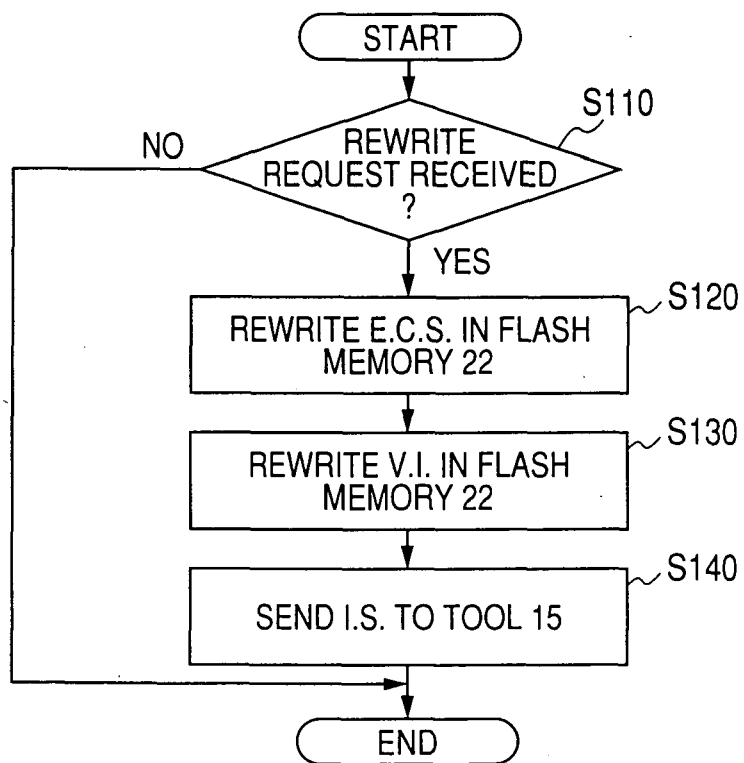 START
S110
NO
REWRITE
REQUEST RECEIVED
?
YES
S120
REWRITE E.C.S. IN FLASH
MEMORY 22
S130
REWRITE V.I. IN FLASH
MEMORY 22
S140
SEND I.S. TO TOOL 15
END